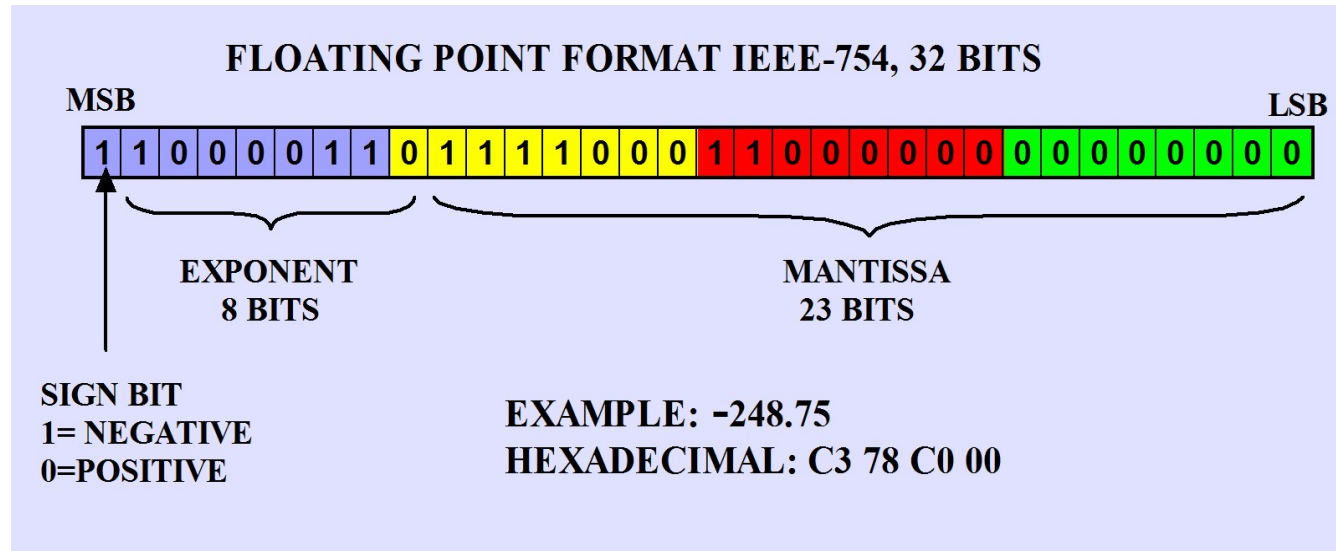 FLOATING POINT FORMAT IEEE-754, 32 BITS
MSB
LSB
1 1 0 0 0 0 1 1 0 1 1 1 1 0 0 0 1 1 0 0 0 0 0 0 0 0 0 0 0 0 0 0
EXPONENT
8 BITS
MANTISSA
23 BITS
SIGN BIT
1= NEGATIVE
0=POSITIVE
EXAMPLE: -248.75
HEXADECIMAL: C3 78 C0 00